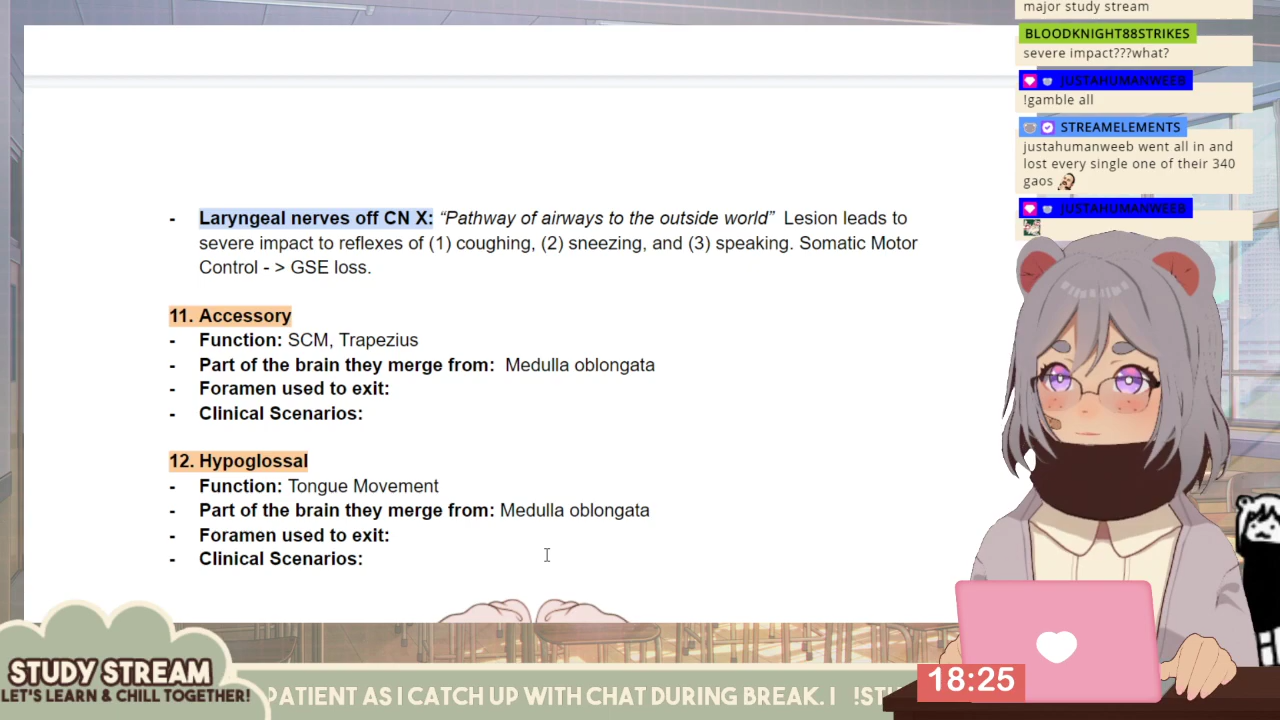 - Laryngeal nerves off CN X: “Pathway of airways to the outside world” Lesion leads to
severe impact to reflexes of (1) coughing, (2) sneezing, and (3) speaking. Somatic Motor
Control - > GSE loss.
11. Accessory
- Function: SCM, Trapezius
- Part of the brain they merge from: Medulla oblongata
- Foramen used to exit:
- Clinical Scenarios:
12. Hypoglossal
- Function: Tongue Movement
- Part of the brain they merge from: Medulla oblongata
- Foramen used to exit:
- Clinical Scenarios:
major study stream
BLOODKNIGHT88STRIKES
severe impact???what?
JUSTAHUMANWEEB
!gamble all
STREAMELEMENTS
justahumanweeb went all in and
lost every single one of their 340
gaos
JUSTAHUMANWEEB
STUDY STREAM
LET'S LEARN & CHILL TOGETHER!
PATIENT AS I CATCH UP WITH CHAT DURING BREAK. I !ST
18:25